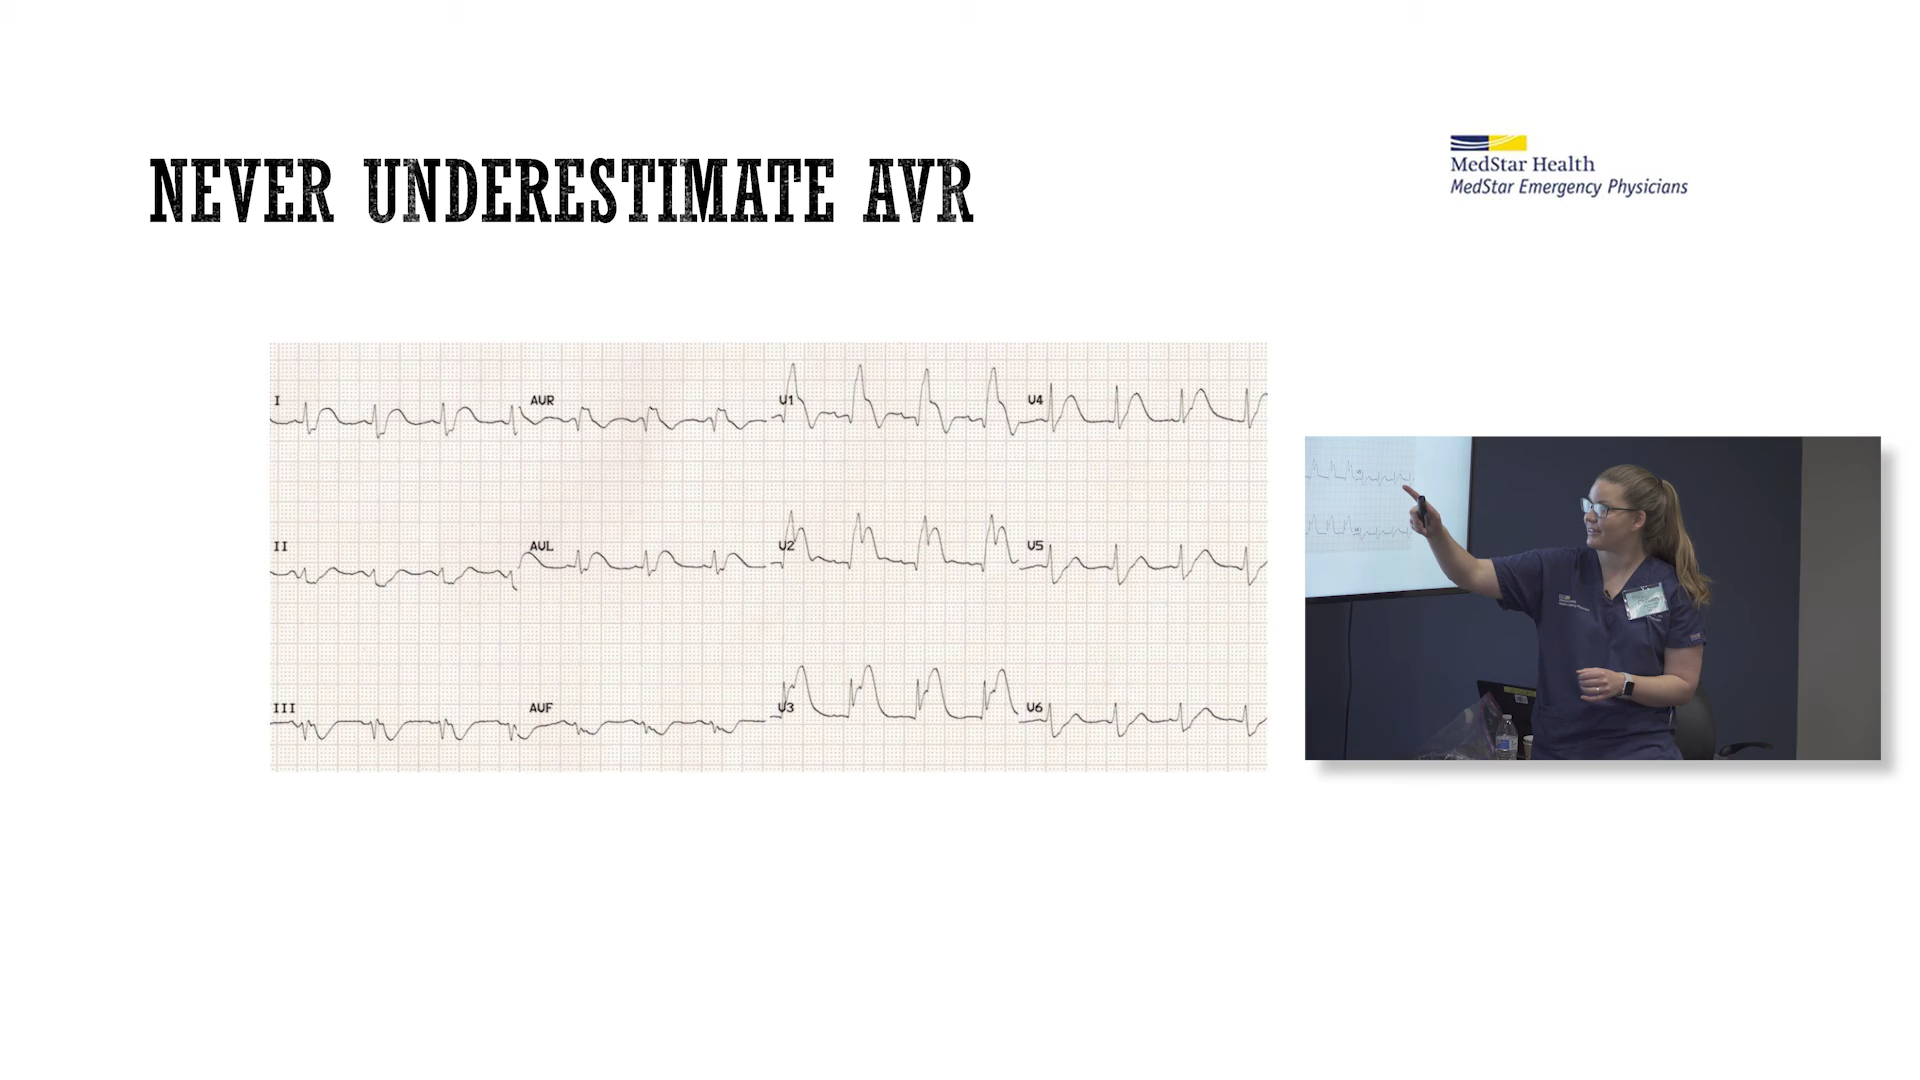 NEVER UNDERESTIMATE AVR
MedStar Health
MedStar Emergency Physicians
I
AVR
V1
V4
II
AVL
V2
V5
III
AVF
V3
V6